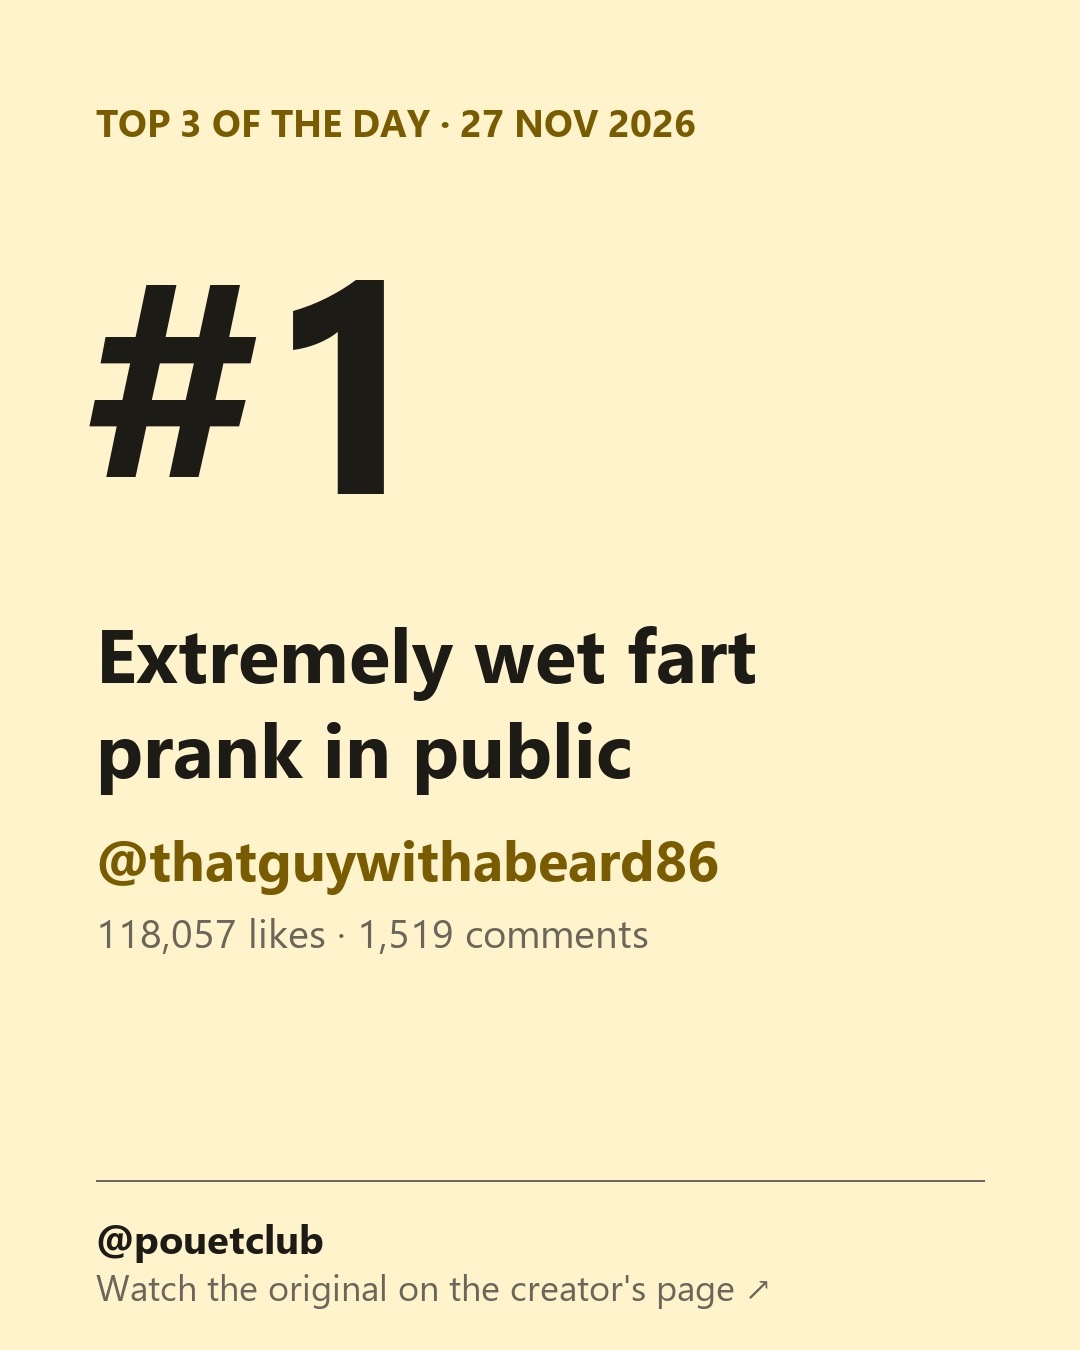 TOP 3 OF THE DAY · 27 NOV 2026
#1
Extremely wet fart
prank in public
@thatguywithabeard86
118,057 likes · 1,519 comments
@pouetclub
Watch the original on the creator's page ↗